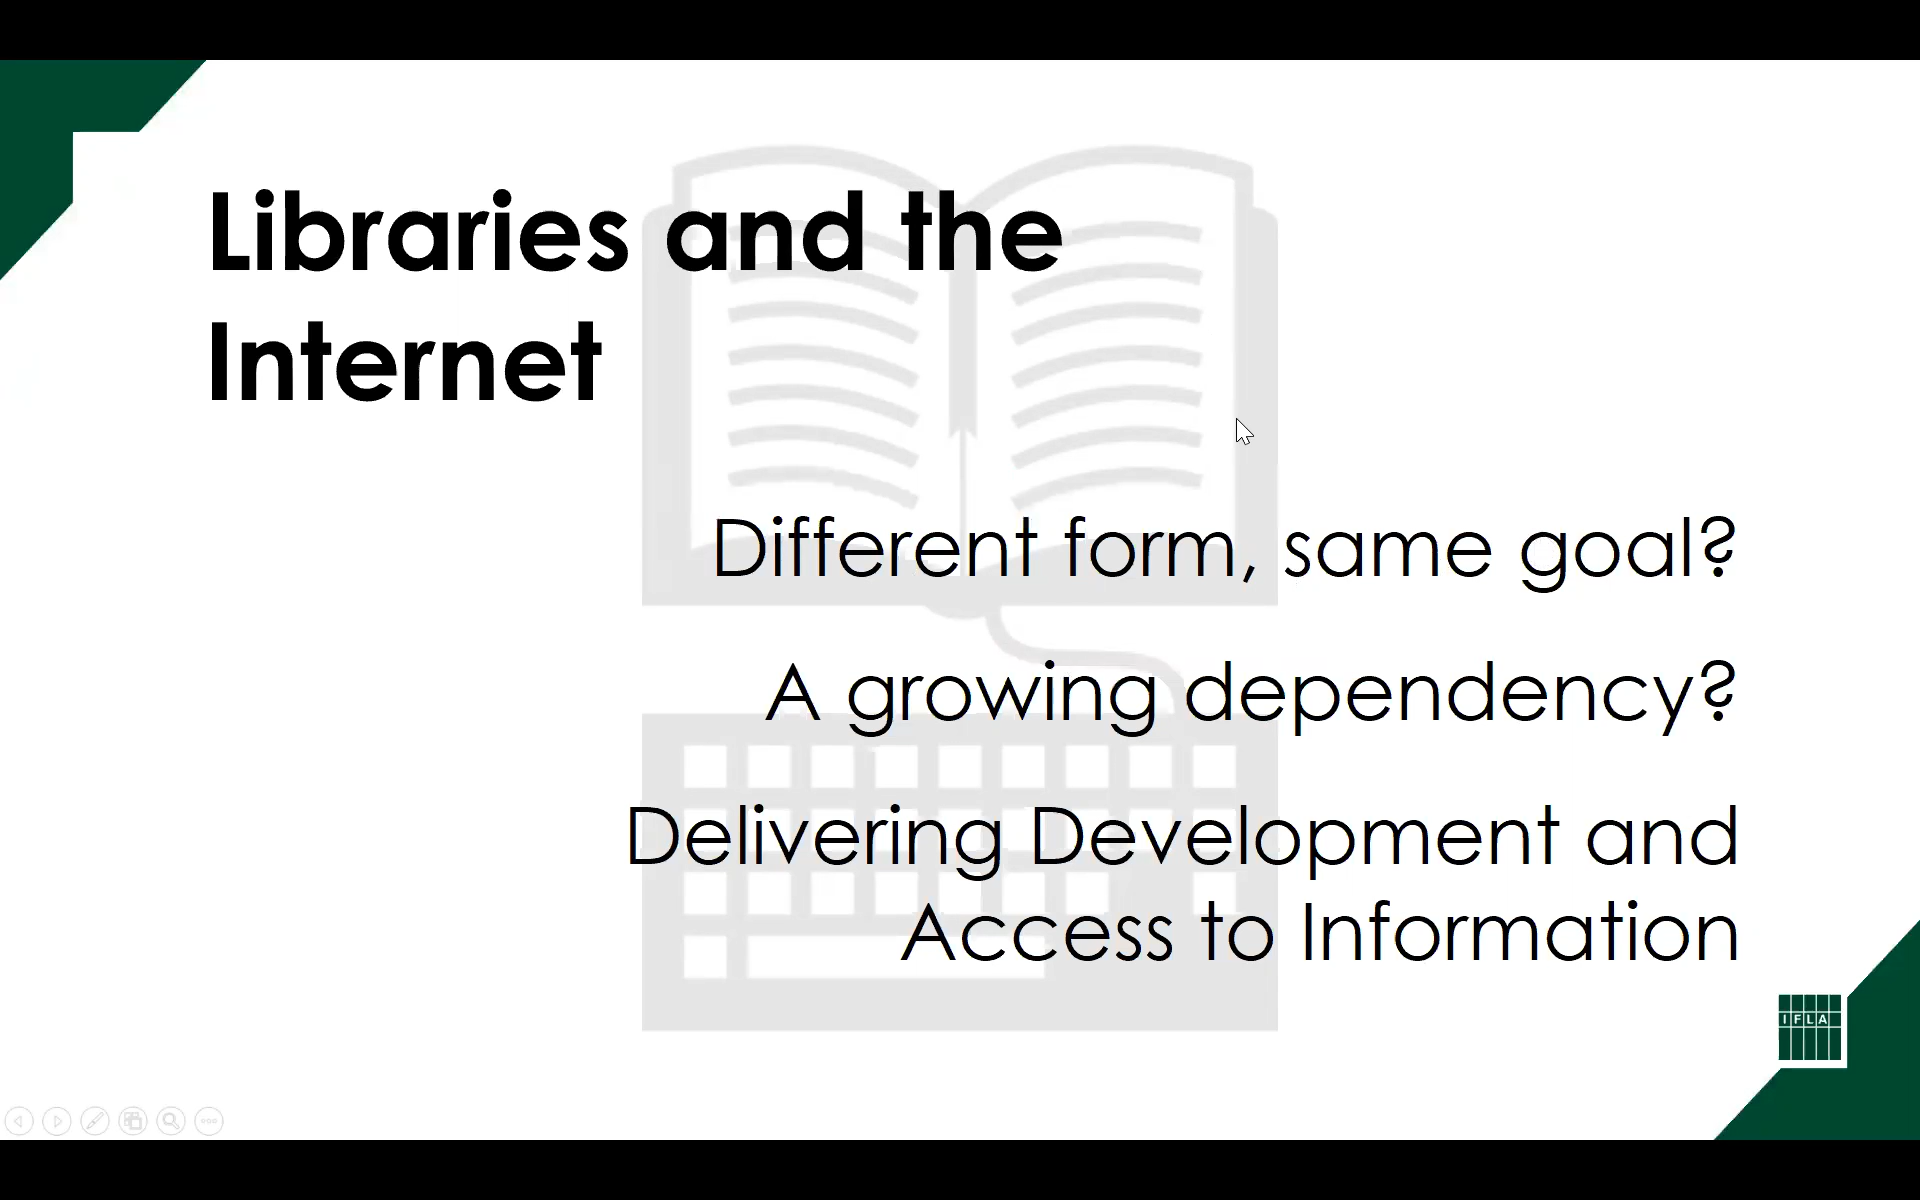 Libraries and the
Internet
Different form, same goal?
A growing dependency?
Delivering Development and
Access to Information
IFLA